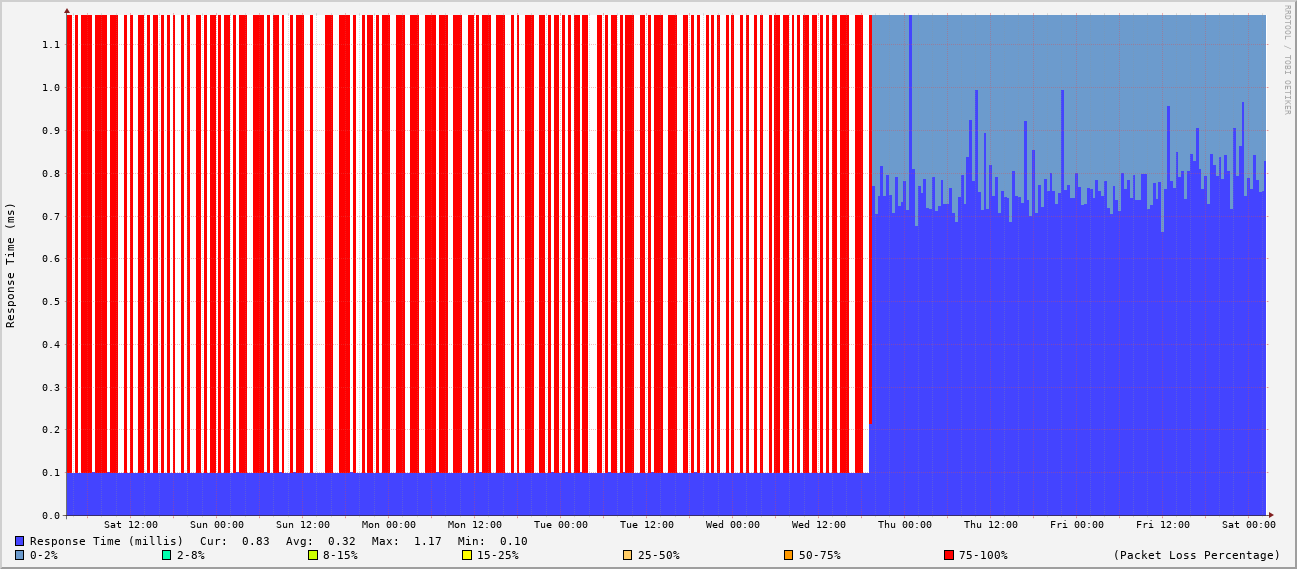 RRDTOOL / TOBI OETIKER
Response Time (ms)
1.1
1.0
0.9
0.8
0.7
0.6
0.5
0.4
0.3
0.2
0.1
0.0
Sat 12:00 Sun 00:00 Sun 12:00 Mon 00:00 Mon 12:00 Tue 00:00 Tue 12:00 Wed 00:00 Wed 12:00 Thu 00:00 Thu 12:00 Fri 00:00 Fri 12:00 Sat 00:00
Response Time (millis) Cur: 0.83 Avg: 0.32 Max: 1.17 Min: 0.10
0-2% 2-8% 8-15% 15-25% 25-50% 50-75% 75-100% (Packet Loss Percentage)